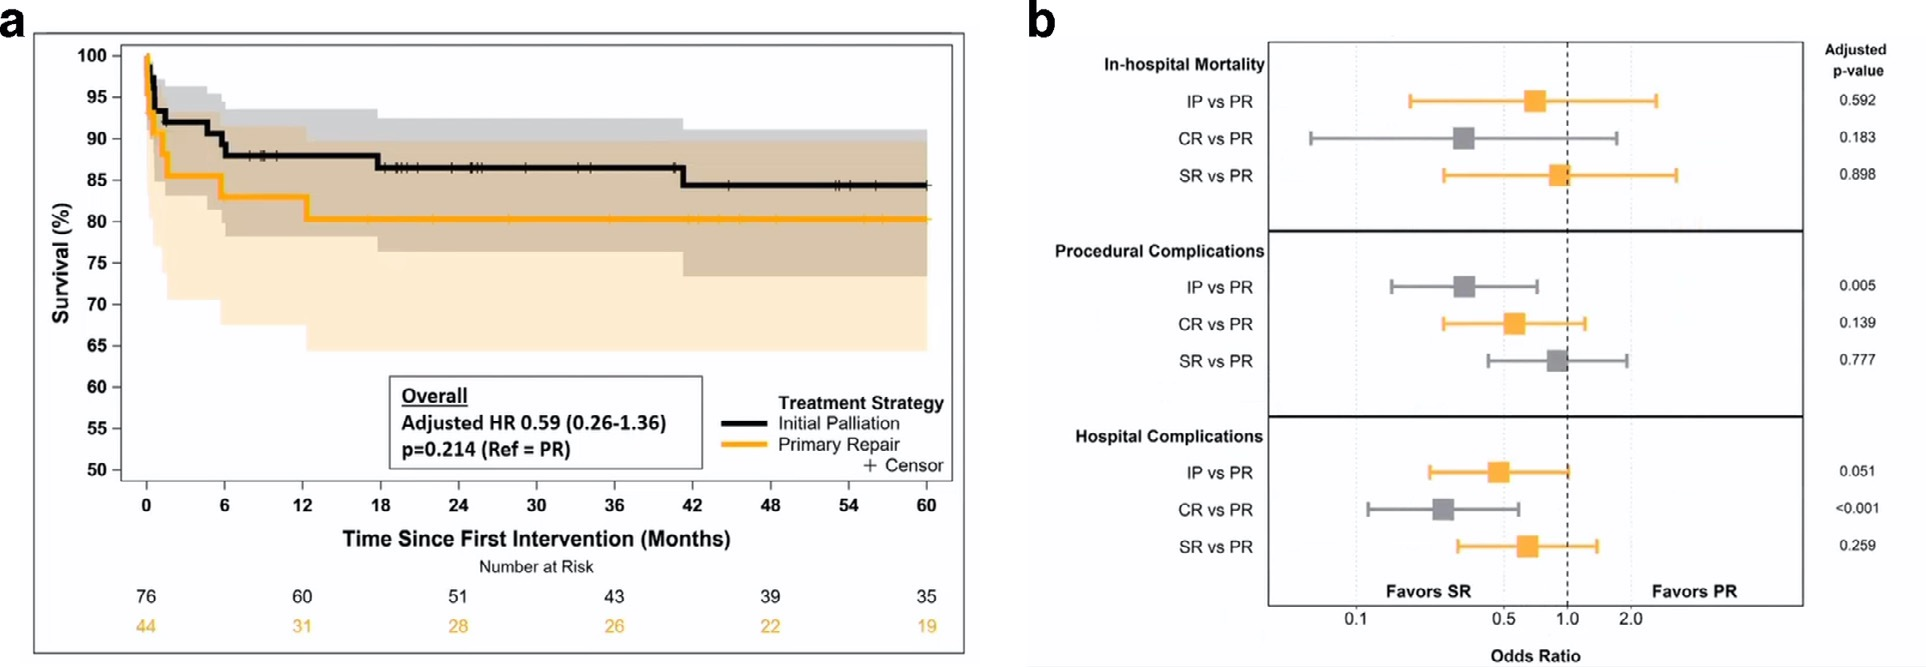 a
100
95
90
85
80
75
70
65
60
55
50
Survival (%)
Overall
Adjusted HR 0.59 (0.26-1.36)
p=0.214 (Ref = PR)
Treatment Strategy
Initial Palliation
Primary Repair
+ Censor
0 6 12 18 24 30 36 42 48 54 60
Time Since First Intervention (Months)
Number at Risk
76 60 51 43 39 35
44 31 28 26 22 19
b
Adjusted
p-value
In-hospital Mortality
IP vs PR 0.592
CR vs PR 0.183
SR vs PR 0.898
Procedural Complications
IP vs PR 0.005
CR vs PR 0.139
SR vs PR 0.777
Hospital Complications
IP vs PR 0.051
CR vs PR <0.001
SR vs PR 0.259
Favors SR Favors PR
0.1 0.5 1.0 2.0
Odds Ratio